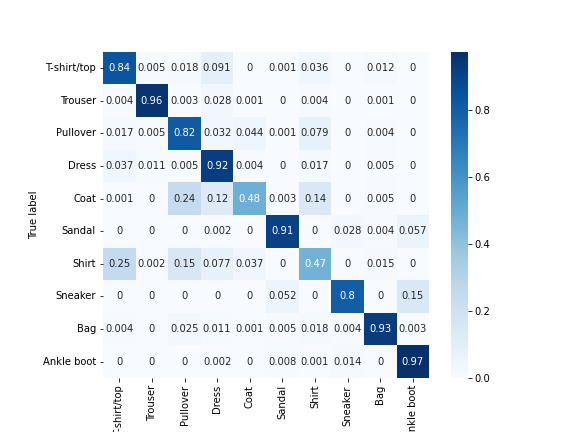 T-shirt/top 0.84 0.005 0.018 0.091 0 0.001 0.036 0 0.012 0
Trouser 0.004 0.96 0.003 0.028 0.001 0 0.004 0 0.001 0
Pullover 0.017 0.005 0.82 0.032 0.044 0.001 0.079 0 0.004 0
Dress 0.037 0.011 0.005 0.92 0.004 0 0.017 0 0.005 0
Coat 0.001 0 0.24 0.12 0.48 0.003 0.14 0 0.005 0
Sandal 0 0 0 0.002 0 0.91 0 0.028 0.004 0.057
Shirt 0.25 0.002 0.15 0.077 0.037 0 0.47 0 0.015 0
Sneaker 0 0 0 0 0 0.052 0 0.8 0 0.15
Bag 0.004 0 0.025 0.011 0.001 0.005 0.018 0.004 0.93 0.003
Ankle boot 0 0 0 0.002 0 0.008 0.001 0.014 0 0.97
True label
-shirt/top
Trouser
Pullover
Dress
Coat
Sandal
Shirt
Sneaker
Bag
nkle boot
0.8
0.6
0.4
0.2
0.0